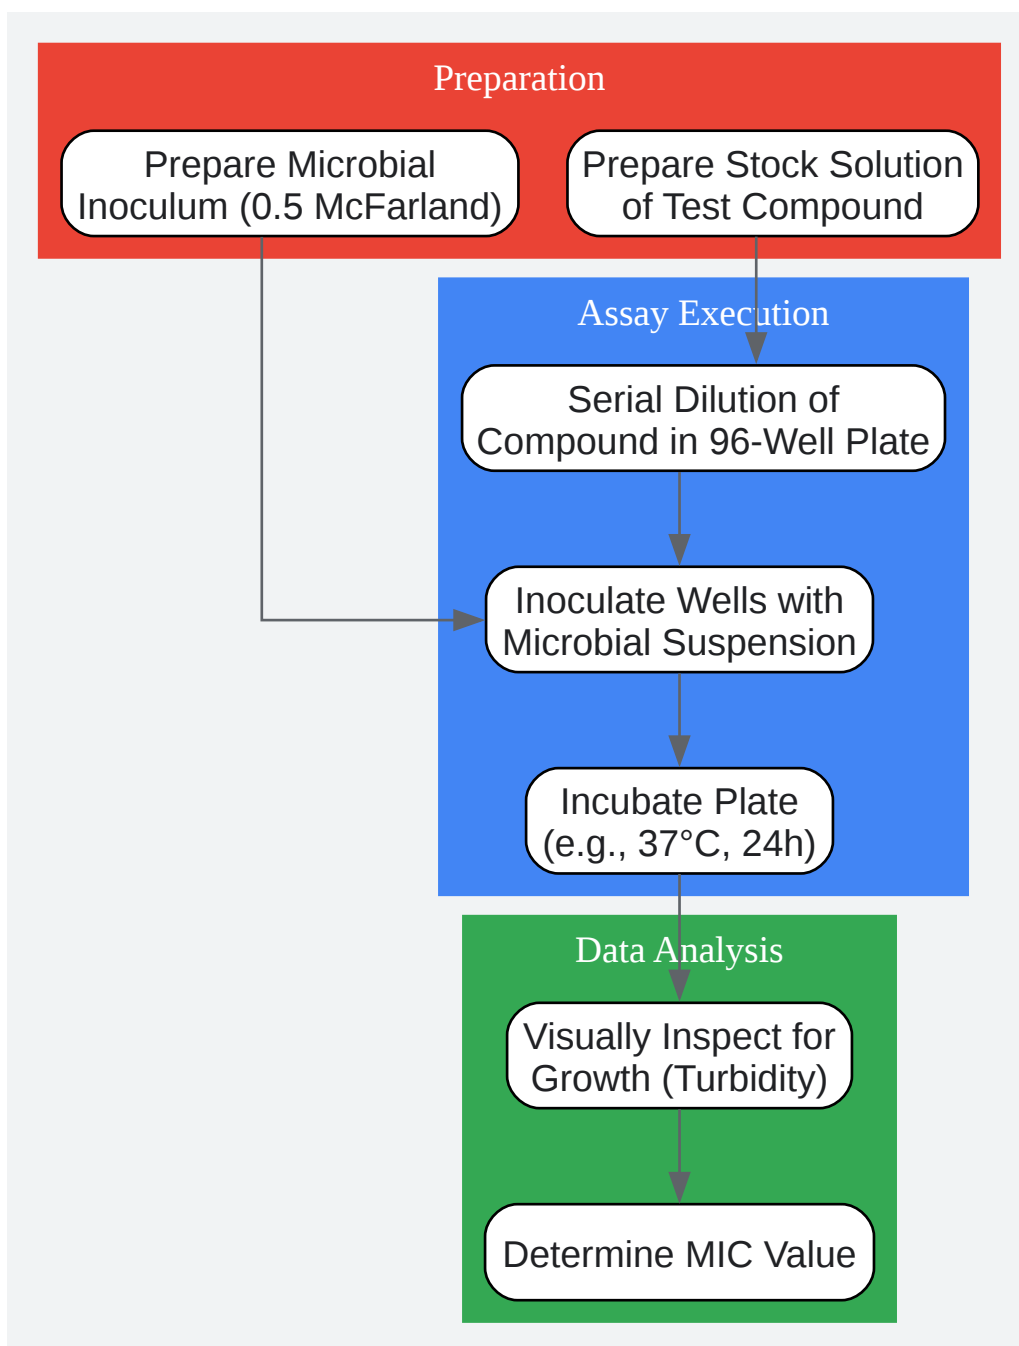 Preparation
Prepare Microbial
Inoculum (0.5 McFarland)
Prepare Stock Solution
of Test Compound
Assay Execution
Serial Dilution of
Compound in 96-Well Plate
Inoculate Wells with
Microbial Suspension
Incubate Plate
(e.g., 37°C, 24h)
Data Analysis
Visually Inspect for
Growth (Turbidity)
Determine MIC Value